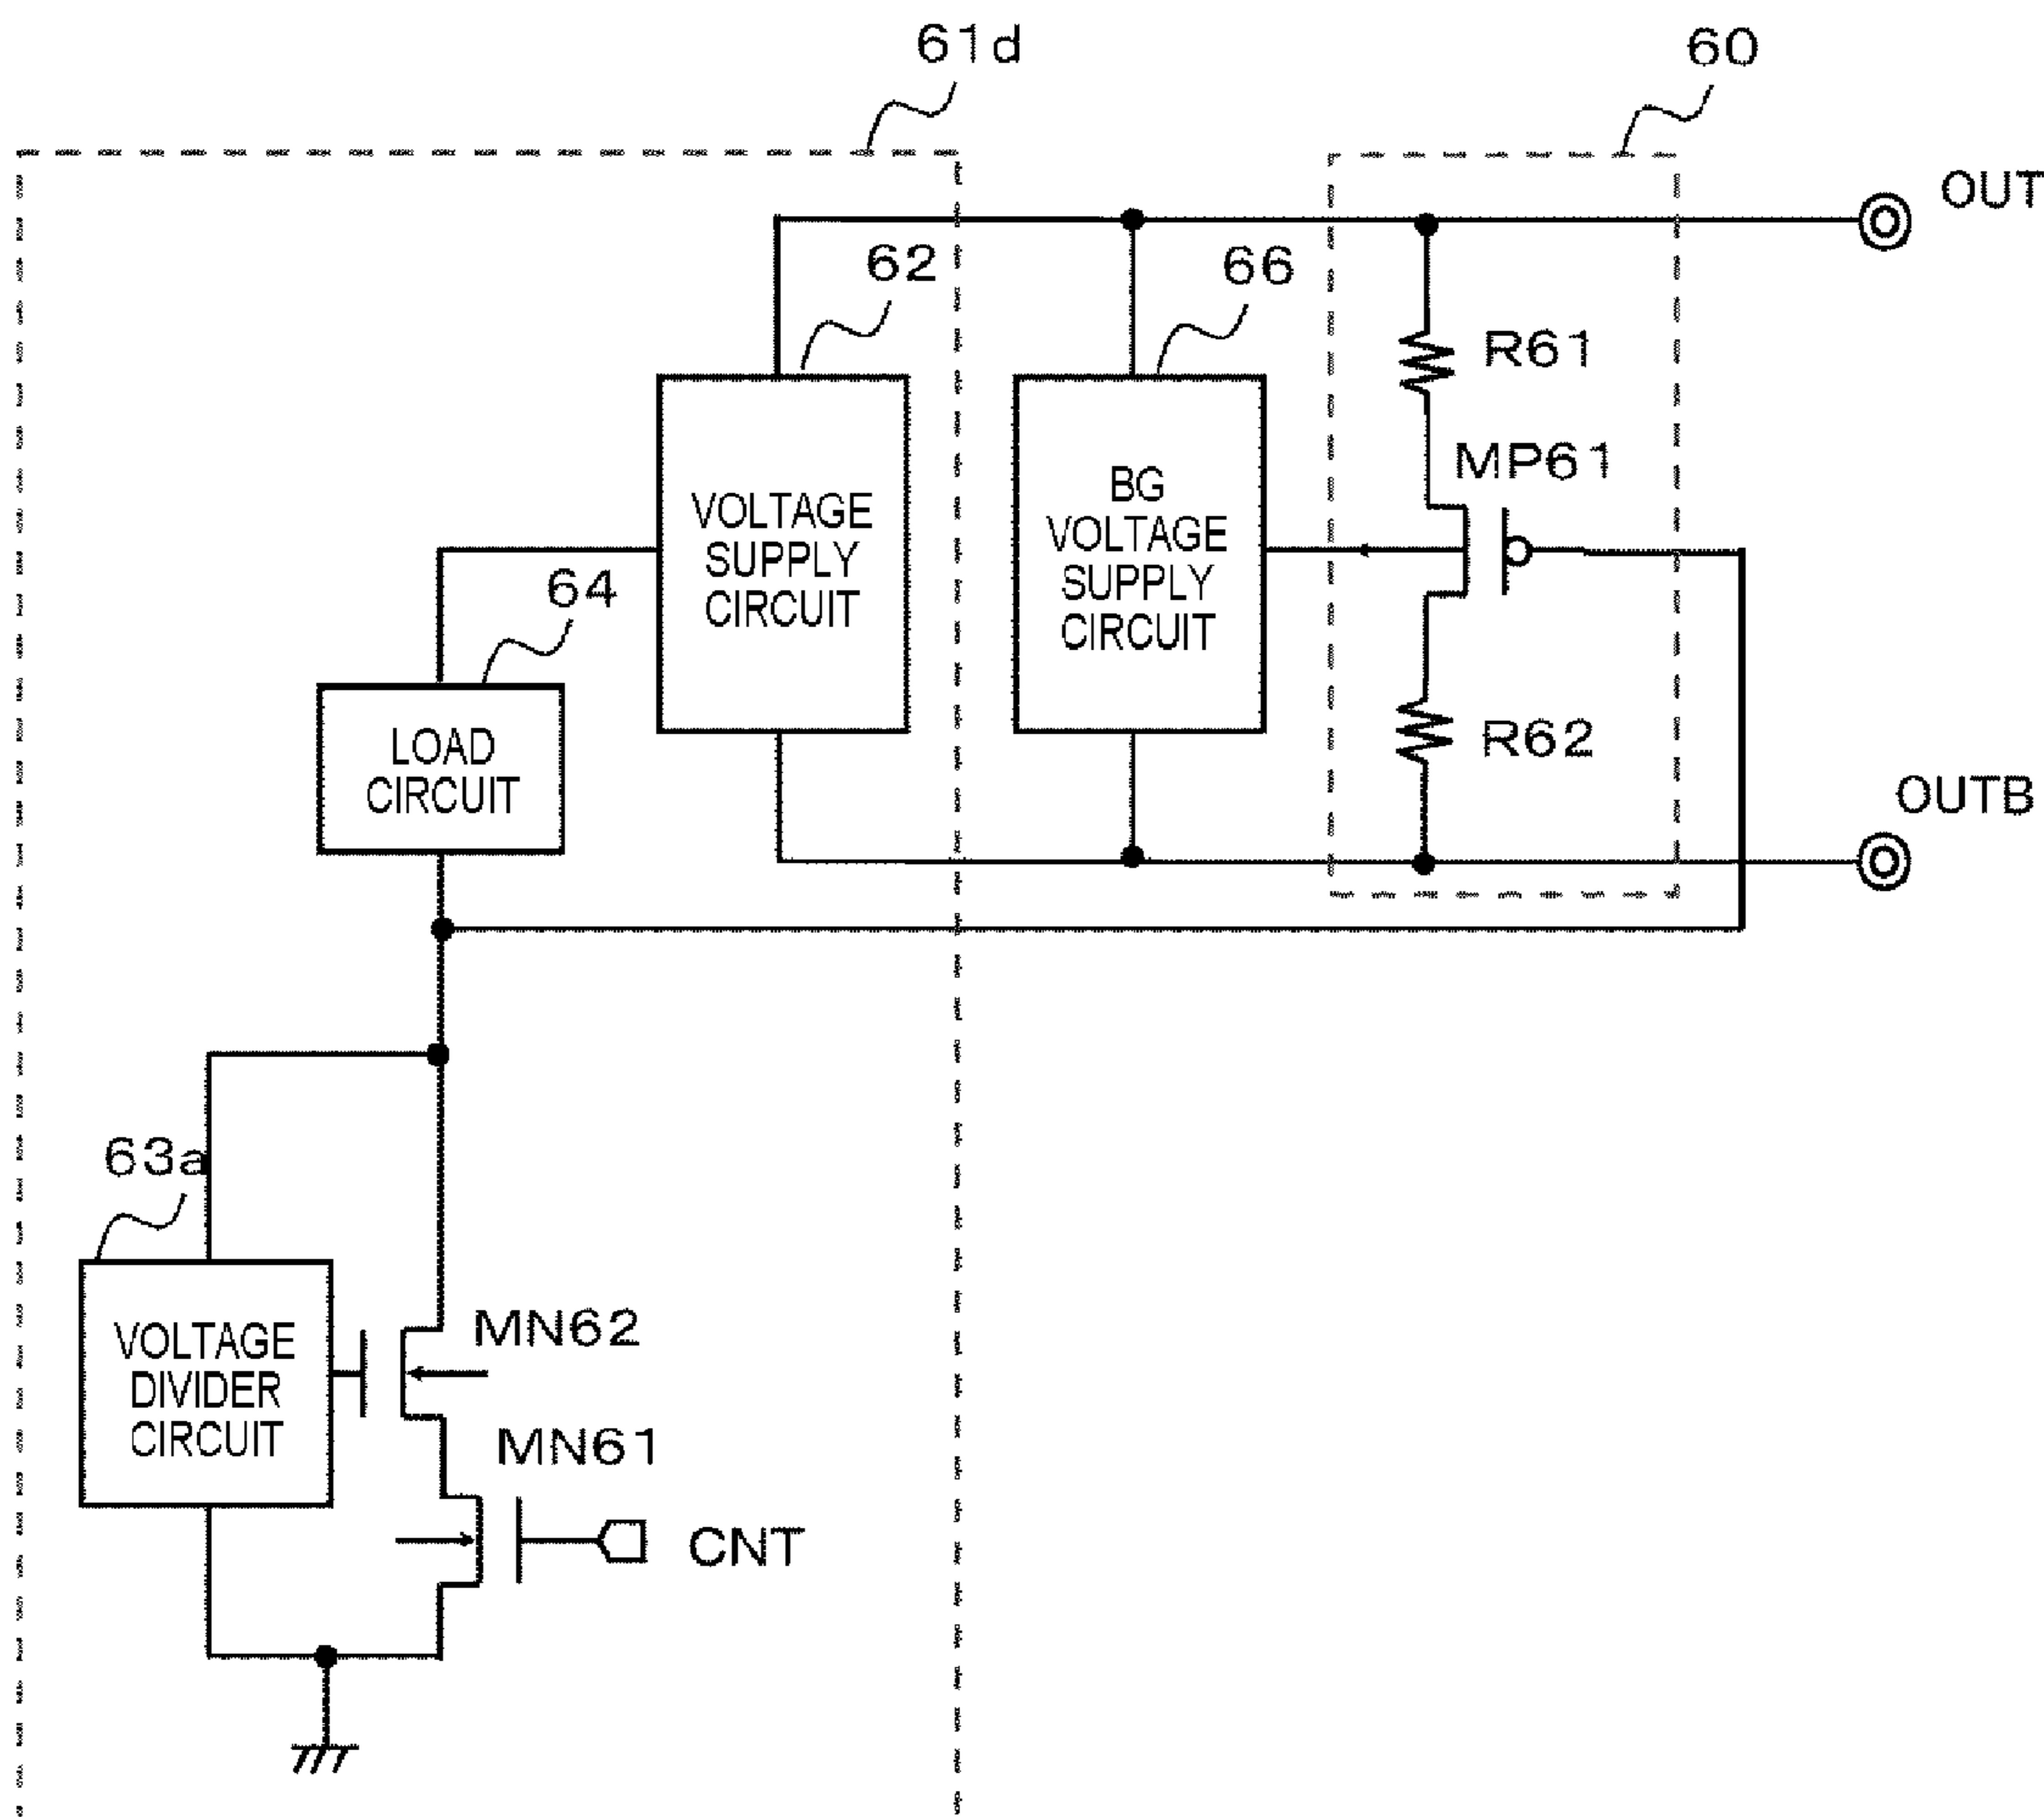 61d
60
OUT
62
66
R61
MP61
VOLTAGE
SUPPLY
CIRCUIT
BG
VOLTAGE
SUPPLY
CIRCUIT
64
LOAD
CIRCUIT
R62
OUTB
63a
VOLTAGE
DIVIDER
CIRCUIT
MN62
MN61
CNT